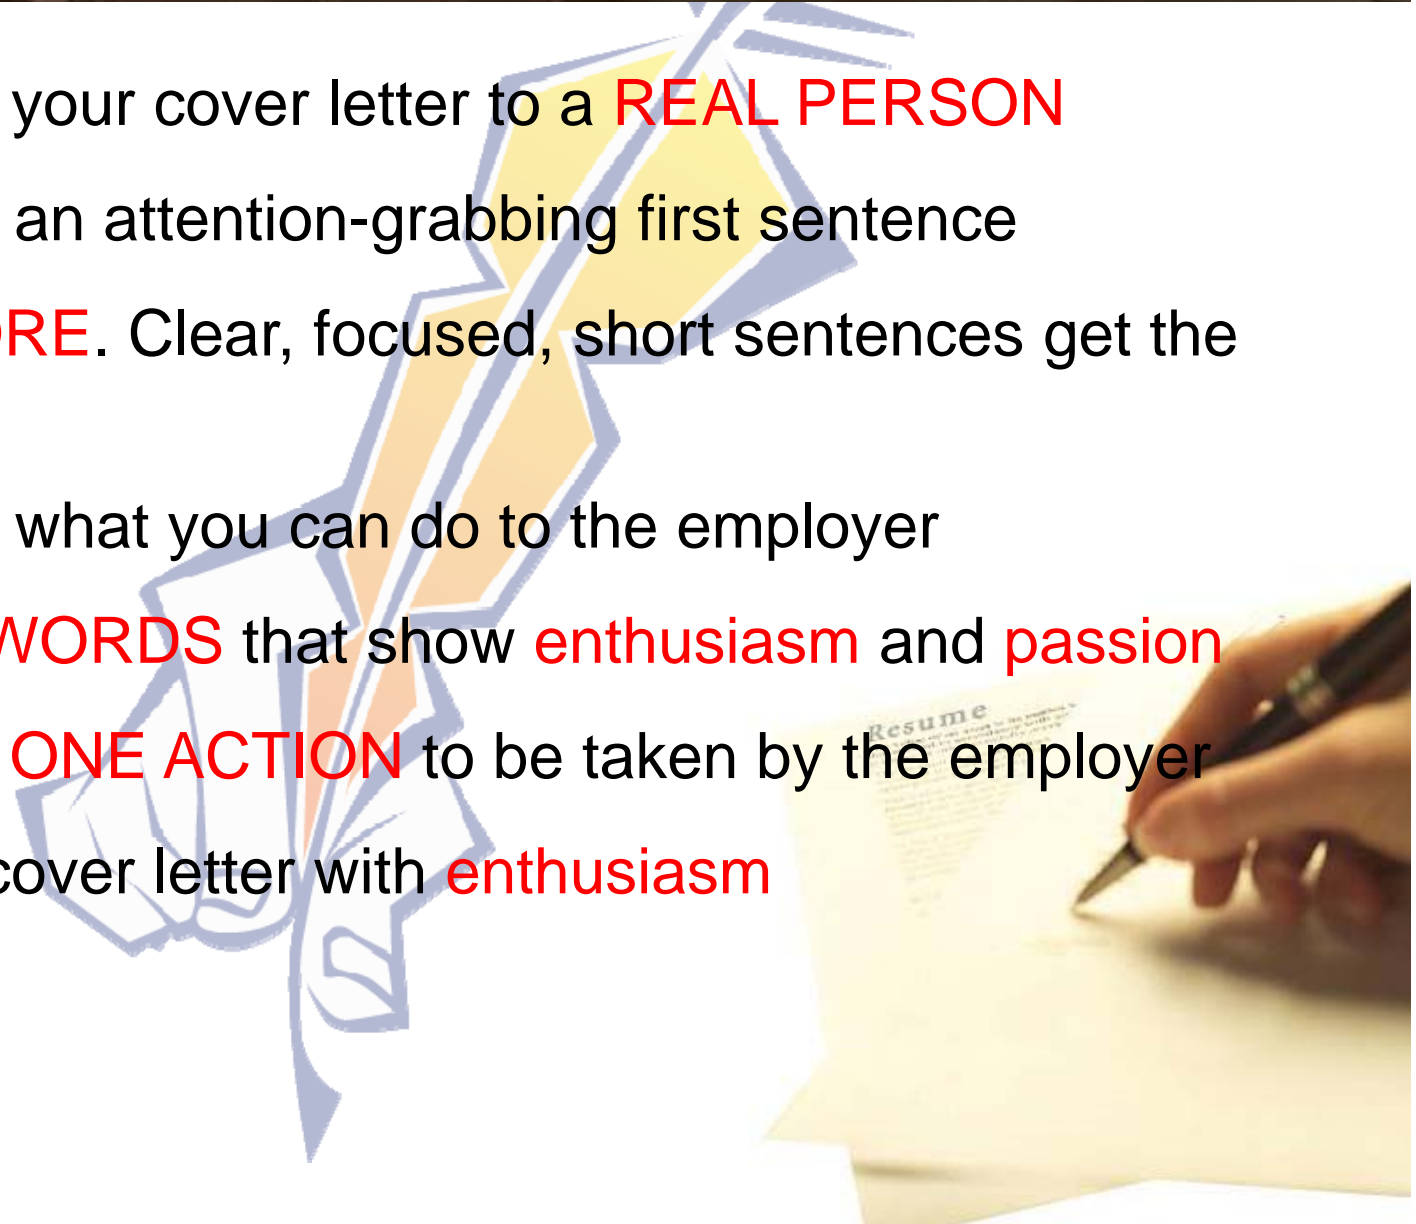 your cover letter to a REAL PERSON
an attention-grabbing first sentence
ORE. Clear, focused, short sentences get the
what you can do to the employer
WORDS that show enthusiasm and passion
ONE ACTION to be taken by the employer
cover letter with enthusiasm
Resume